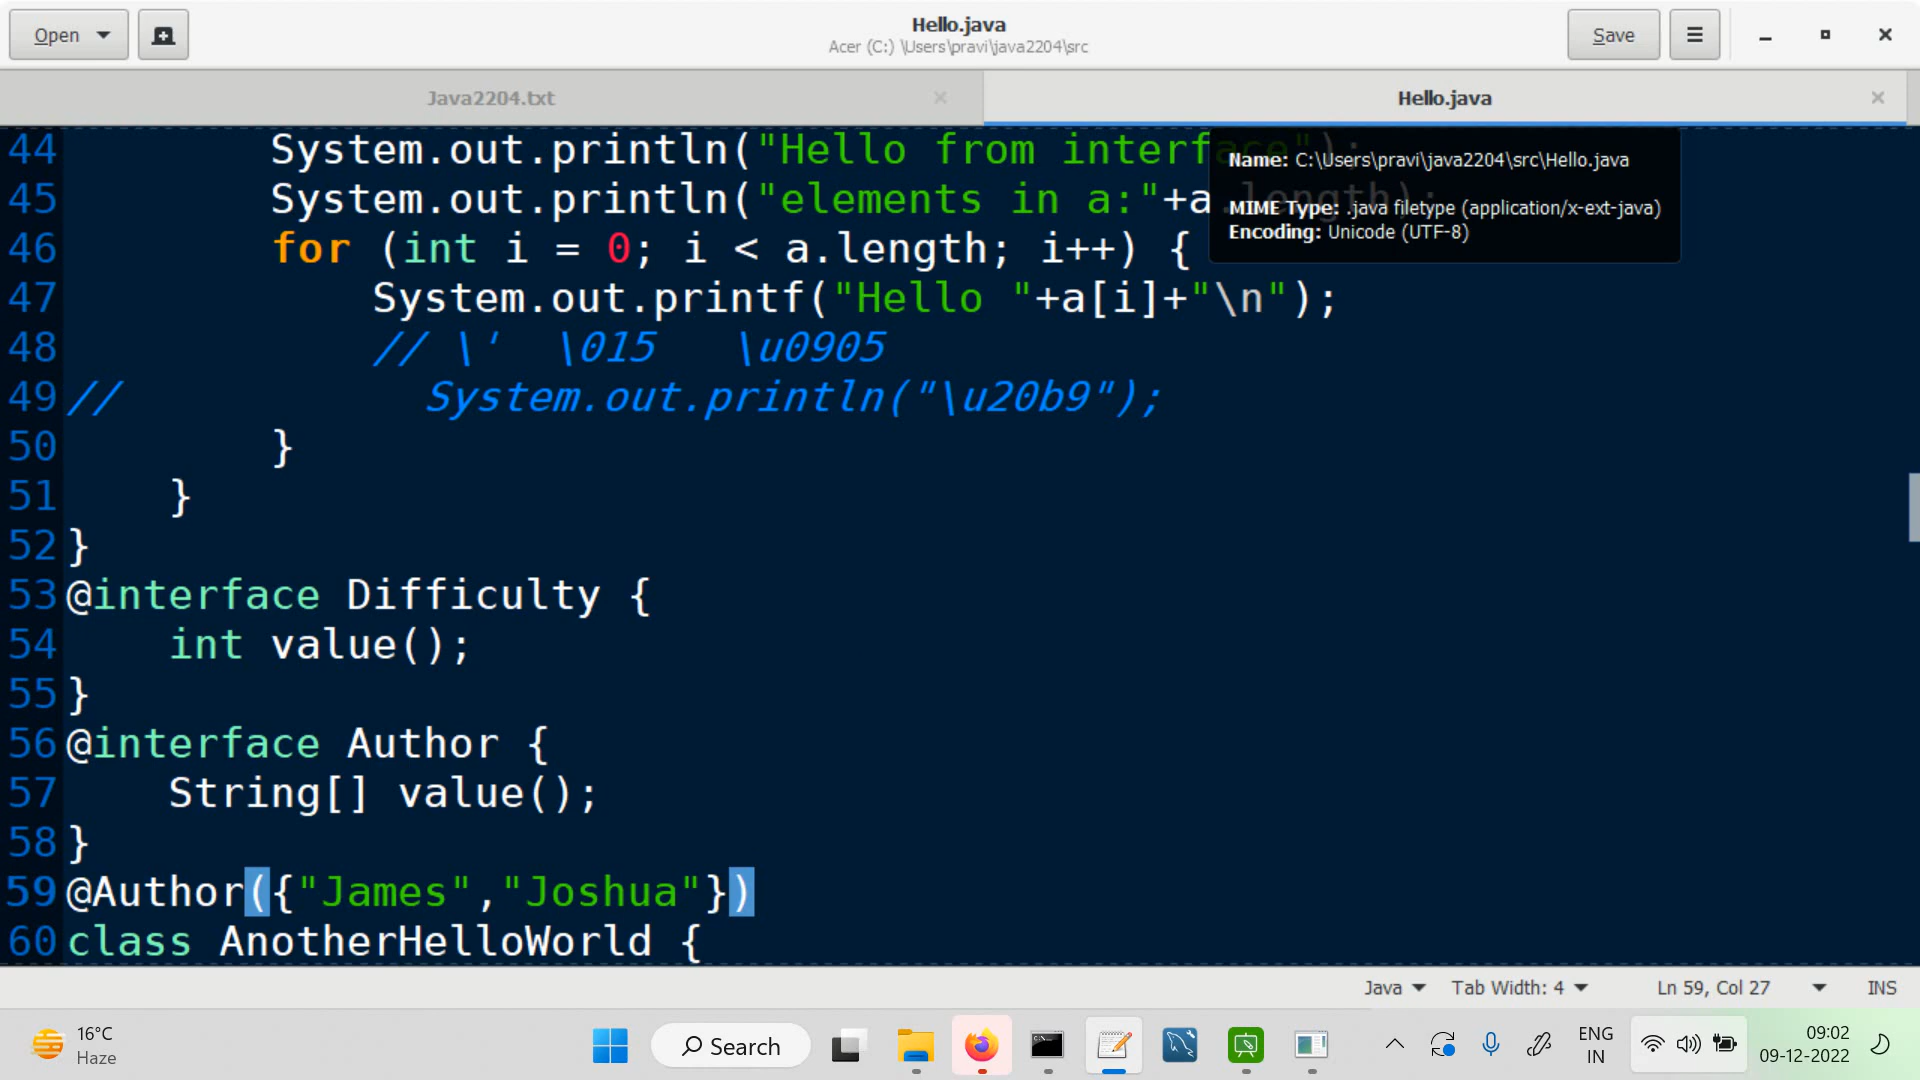 Open
Hello.java
Acer (C:) \Users\pravi\java2204\src
Save
Java2204.txt
Hello.java
44 System.out.println("Hello from interface");
45 System.out.println("elements in a:"+a.length);
Name: C:\Users\pravi\java2204\src\Hello.java
MIME Type: .java filetype (application/x-ext-java)
Encoding: Unicode (UTF-8)
46 for (int i = 0; i < a.length; i++) {
47 System.out.printf("Hello "+a[i]+"\n");
48 // \' \015 \u0905
49 // System.out.println("\u20b9");
50 }
51 }
52 }
53 @interface Difficulty {
54 int value();
55 }
56 @interface Author {
57 String[] value();
58 }
59 @Author({"James","Joshua"})
60 class AnotherHelloWorld {
Java Tab Width: 4 Ln 59, Col 27 INS
16°C
Haze
Search
ENG
IN
09:02
09-12-2022